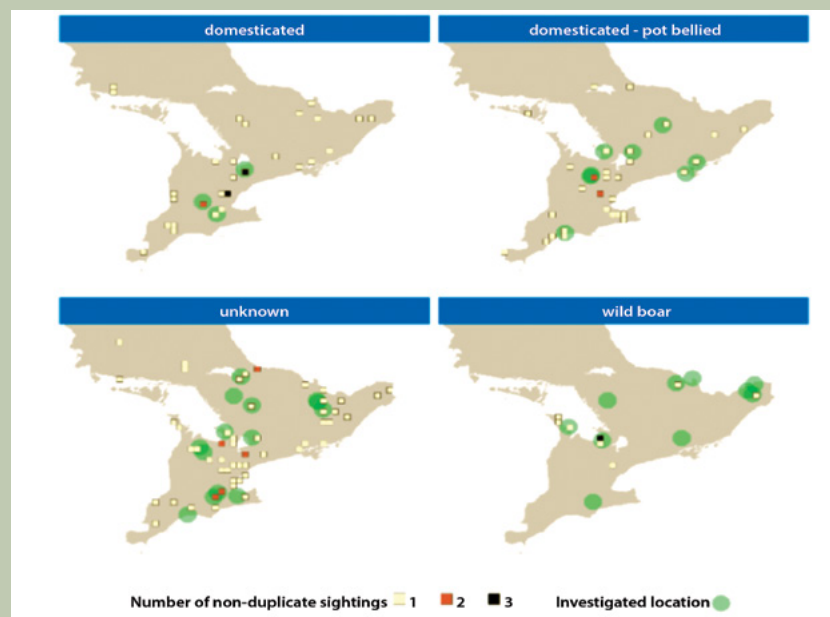 domesticated
domesticated - pot bellied
unknown
wild boar
Number of non-duplicate sightings 1 2 3 Investigated location